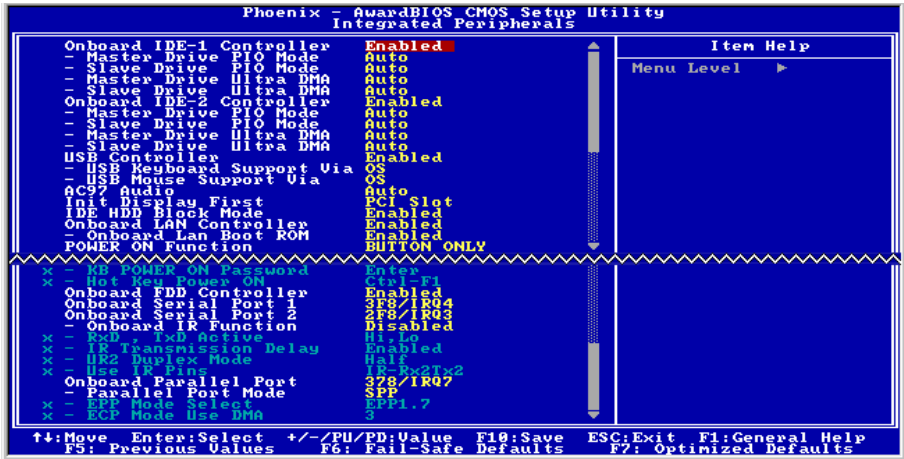 Phoenix - AwardBIOS CMOS Setup Utility
Integrated Peripherals
Onboard IDE-1 Controller Enabled
- Master Drive PIO Mode Auto
- Slave Drive PIO Mode Auto
- Master Drive Ultra DMA Auto
- Slave Drive Ultra DMA Auto
Onboard IDE-2 Controller Enabled
- Master Drive PIO Mode Auto
- Slave Drive PIO Mode Auto
- Master Drive Ultra DMA Auto
- Slave Drive Ultra DMA Auto
USB Controller Enabled
- USB Keyboard Support Via OS
- USB Mouse Support Via OS
AC97 Audio Auto
Init Display First PCI Slot
IDE HDD Block Mode Enabled
Onboard LAN Controller Enabled
- Onboard Lan Boot ROM Enabled
POWER ON Function BUTTON ONLY
x - KB POWER ON Password Enter
x - Hot Key Power ON Ctrl-F1
Onboard FDD Controller Enabled
Onboard Serial Port 1 3F8/IRQ4
Onboard Serial Port 2 2F8/IRQ3
- Onboard IR Function Disabled
x - RxD , TxD Active Hi,Lo
x - IR Transmission Delay Enabled
x - UR2 Duplex Mode Half
x - Use IR Pins IR-Rx2Tx2
Onboard Parallel Port 378/IRQ7
- Parallel Port Mode SPP
x - EPP Mode Select EPP1.7
x - ECP Mode Use DMA 3
Item Help
Menu Level ▶
↑↓:Move Enter:Select +/-/PU/PD:Value F10:Save ESC:Exit F1:General Help
F5: Previous Values F6: Fail-Safe Defaults F7: Optimized Defaults